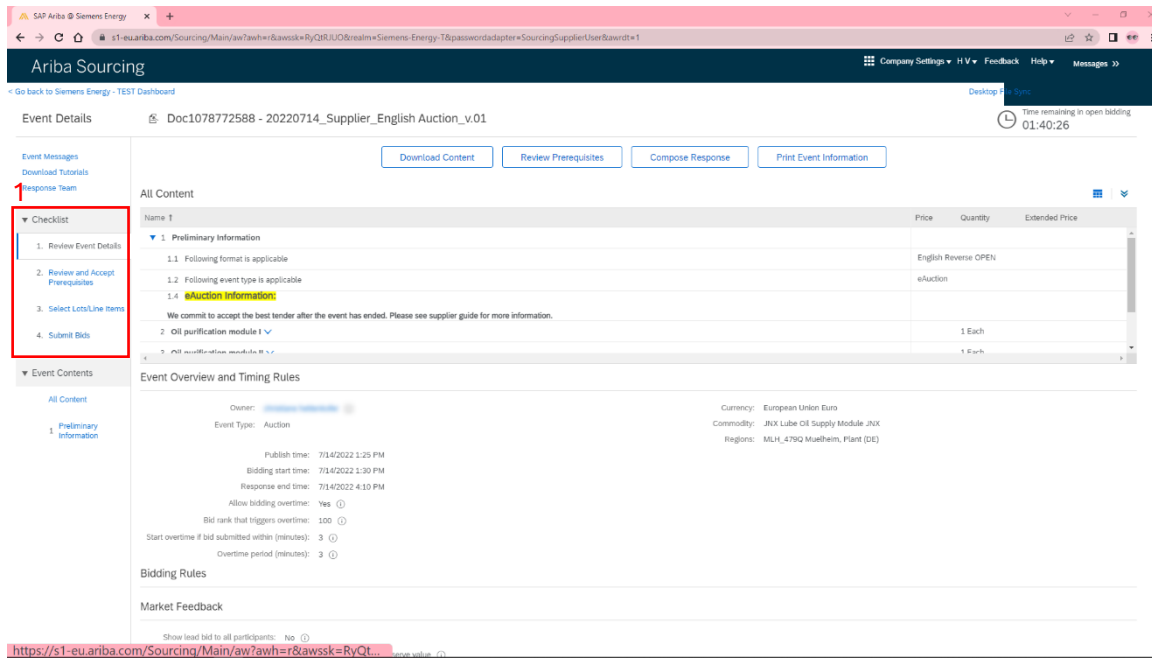 SAP Ariba @ Siemens Energy
s1-eu.ariba.com/Sourcing/Main/aw?awh=r&awssk=RyQtRJUO&realm=Siemens-Energy-T&passwordadapter=SourcingSupplierUser&awrdt=1
Ariba Sourcing
Company Settings H V Feedback Help Messages
< Go back to Siemens Energy - TEST Dashboard
Desktop File Sync
Event Details
Doc1078772588 - 20220714_Supplier_English Auction_v.01
Time remaining in open bidding
01:40:26
Event Messages
Download Tutorials
Response Team
Download Content Review Prerequisites Compose Response Print Event Information
1
All Content
Checklist
1. Review Event Details
2. Review and Accept
Prerequisites
3. Select Lots/Line Items
4. Submit Bids
Name ↑ Price Quantity Extended Price
1 Preliminary Information
1.1 Following format is applicable English Reverse OPEN
1.2 Following event type is applicable eAuction
1.4 eAuction Information:
We commit to accept the best tender after the event has ended. Please see supplier guide for more information.
2 Oil purification module I 1 Each
3 Oil purification module II 1 Each
Event Contents
All Content
1 Preliminary
Information
Event Overview and Timing Rules
Owner:
Event Type: Auction
Publish time: 7/14/2022 1:25 PM
Bidding start time: 7/14/2022 1:30 PM
Response end time: 7/14/2022 4:10 PM
Allow bidding overtime: Yes
Bid rank that triggers overtime: 100
Start overtime if bid submitted within (minutes): 3
Overtime period (minutes): 3
Currency: European Union Euro
Commodity: JNX Lube Oil Supply Module JNX
Regions: MLH_479Q Muelheim, Plant (DE)
Bidding Rules
Market Feedback
Show lead bid to all participants: No
https://s1-eu.ariba.com/Sourcing/Main/aw?awh=r&awssk=RyQt...
reserve value